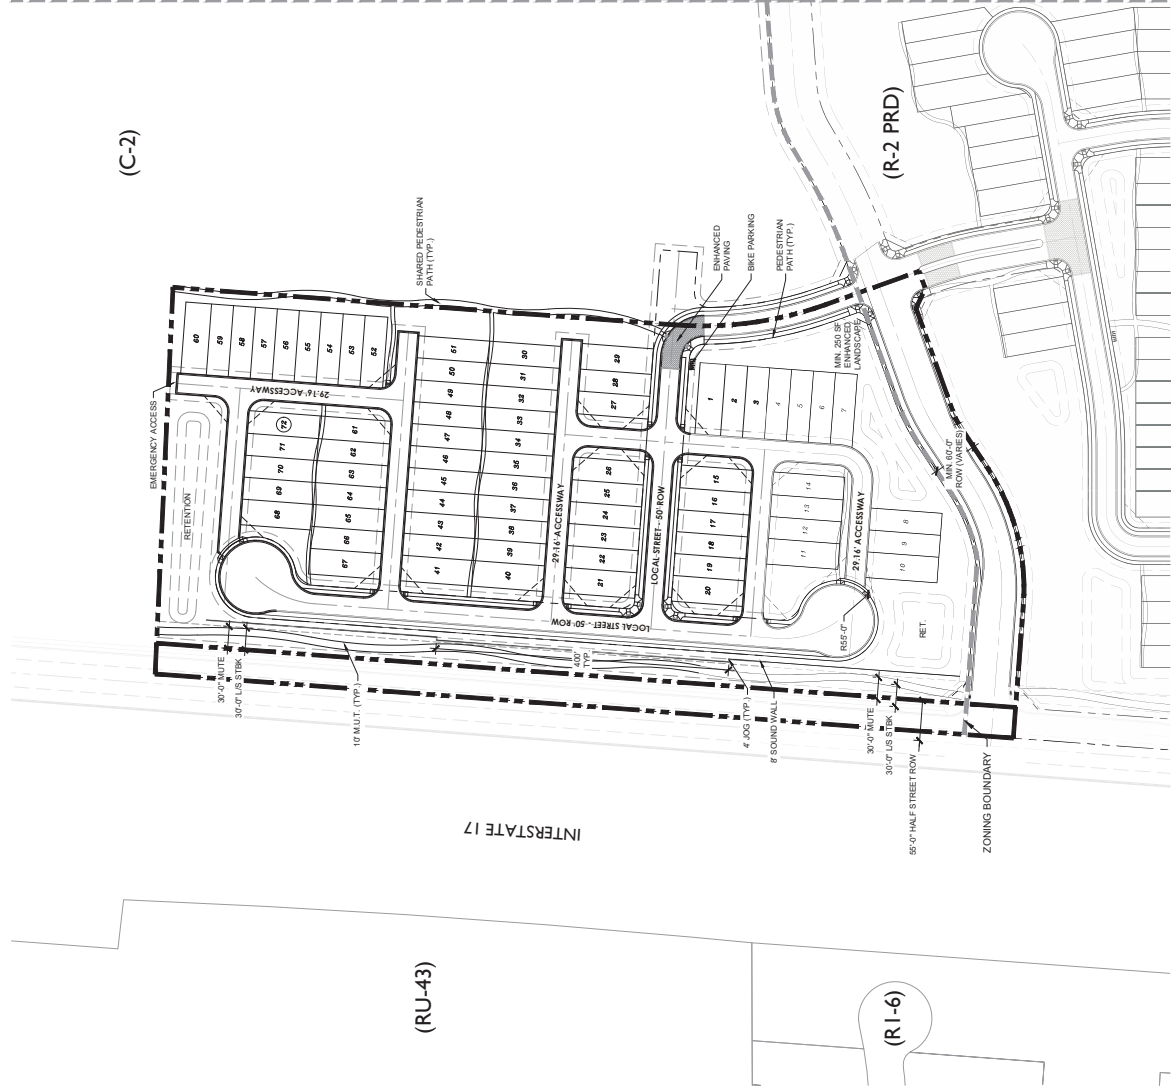 (C-2)
(R-2 PRD)
SHARED PEDESTRIAN
PATH (TYP.)
ENHANCED
PAVING
BIKE PARKING
PEDESTRIAN
PATH (TYP.)
MIN. 250 SF
ENHANCED
LANDSCAPE
EMERGENCY ACCESS
60
59
58
57
56
55
54
53
52
29.16' ACCESSWAY
RETENTION
72
71
70
69
68
61
62
63
64
65
66
67
51
50
49
48
47
46
45
44
43
42
41
30
31
32
33
34
35
36
37
38
39
40
29.16' ACCESSWAY
29
28
27
26
25
24
23
22
21
LOCAL STREET - 50' ROW
1
2
3
4
5
6
7
15
16
17
18
19
20
14
13
12
11
29.16' ACCESSWAY
8
9
10
MIN. 60'-0"
ROW (VARIES)
LOCAL STREET - 50' ROW
R55'-0"
RET.
30'-0" MUTE
30'-0" L/S STBK
10' M.U.T. (TYP.)
400'
TYP.
4' JOG (TYP.)
8' SOUND WALL
30'-0" MUTE
30'-0" L/S STBK
55'-0" HALF STREET ROW
ZONING BOUNDARY
INTERSTATE 17
(RU-43)
(R1-6)